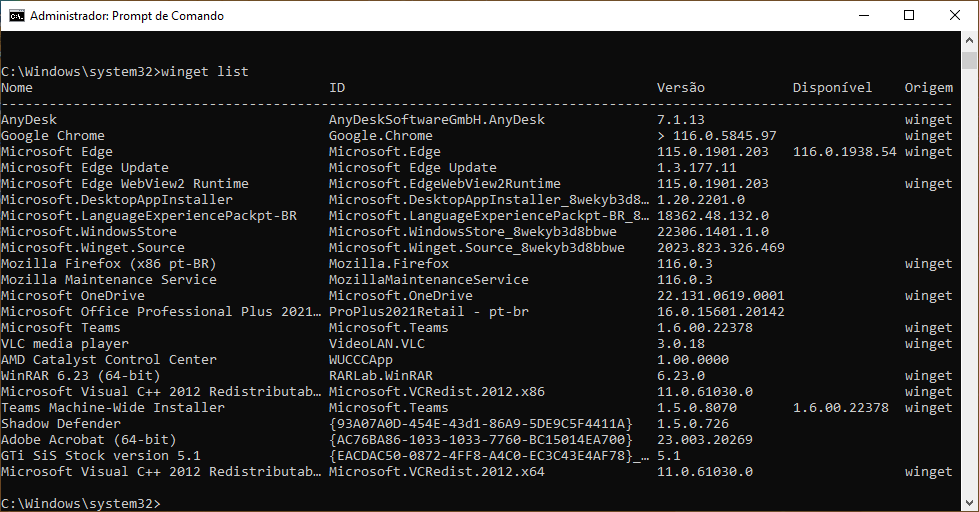 Administrador: Prompt de Comando
C:\Windows\system32>winget list
Nome ID Versão Disponível Origem
-----------------------------------------------------------------------------------------------------------------------
AnyDesk AnyDeskSoftwareGmbH.AnyDesk 7.1.13 winget
Google Chrome Google.Chrome > 116.0.5845.97 winget
Microsoft Edge Microsoft.Edge 115.0.1901.203 116.0.1938.54 winget
Microsoft Edge Update Microsoft Edge Update 1.3.177.11
Microsoft Edge WebView2 Runtime Microsoft.EdgeWebView2Runtime 115.0.1901.203 winget
Microsoft.DesktopAppInstaller Microsoft.DesktopAppInstaller_8wekyb3d8… 1.20.2201.0
Microsoft.LanguageExperiencePackpt-BR Microsoft.LanguageExperiencePackpt-BR_8… 18362.48.132.0
Microsoft.WindowsStore Microsoft.WindowsStore_8wekyb3d8bbwe 22306.1401.1.0
Microsoft.Winget.Source Microsoft.Winget.Source_8wekyb3d8bbwe 2023.823.326.469
Mozilla Firefox (x86 pt-BR) Mozilla.Firefox 116.0.3 winget
Mozilla Maintenance Service MozillaMaintenanceService 116.0.3
Microsoft OneDrive Microsoft.OneDrive 22.131.0619.0001 winget
Microsoft Office Professional Plus 2021… ProPlus2021Retail - pt-br 16.0.15601.20142
Microsoft Teams Microsoft.Teams 1.6.00.22378 winget
VLC media player VideoLAN.VLC 3.0.18 winget
AMD Catalyst Control Center WUCCCApp 1.00.0000
WinRAR 6.23 (64-bit) RARLab.WinRAR 6.23.0 winget
Microsoft Visual C++ 2012 Redistributab… Microsoft.VCRedist.2012.x86 11.0.61030.0 winget
Teams Machine-Wide Installer Microsoft.Teams 1.5.0.8070 1.6.00.22378 winget
Shadow Defender {93A07A0D-454E-43d1-86A9-5DE9C5F4411A} 1.5.0.726
Adobe Acrobat (64-bit) {AC76BA86-1033-1033-7760-BC15014EA700} 23.003.20269
GTi SiS Stock version 5.1 {EACDAC50-0872-4FF8-A4C0-EC3C43E4AF78}_… 5.1
Microsoft Visual C++ 2012 Redistributab… Microsoft.VCRedist.2012.x64 11.0.61030.0 winget
C:\Windows\system32>